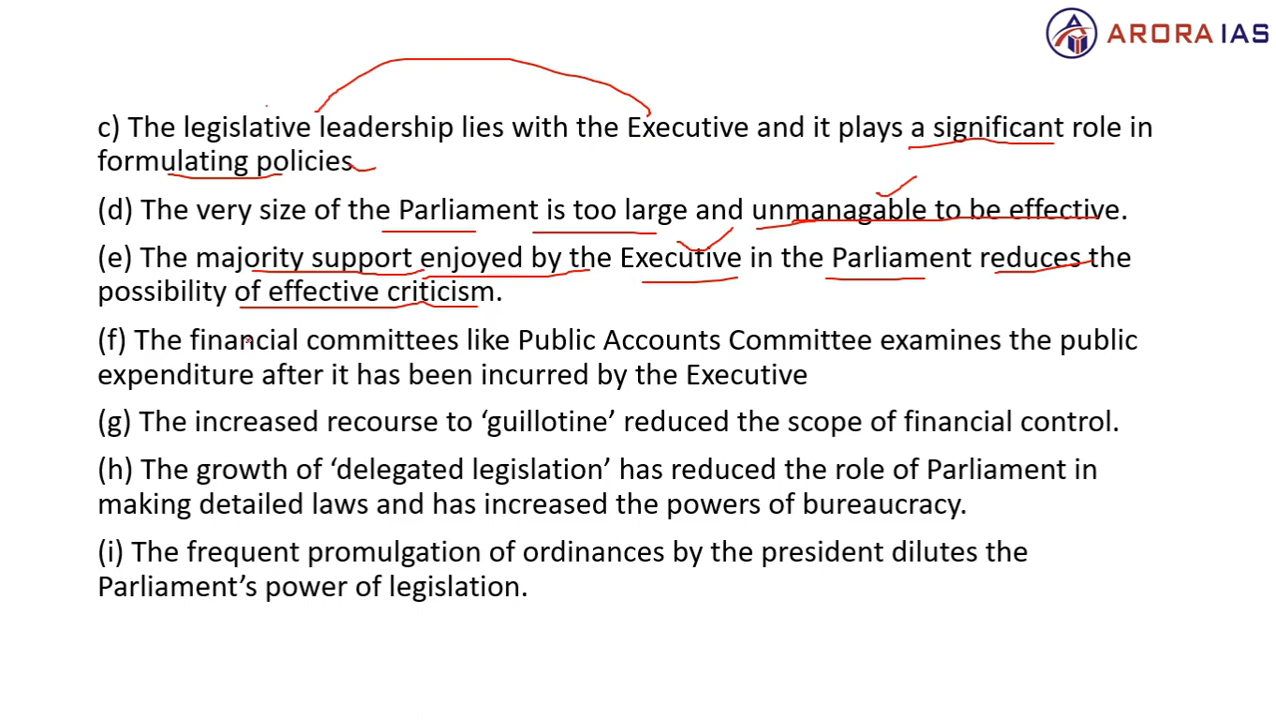 ARORA IAS
c) The legislative leadership lies with the Executive and it plays a significant role in
formulating policies
(d) The very size of the Parliament is too large and unmanagable to be effective.
(e) The majority support enjoyed by the Executive in the Parliament reduces the
possibility of effective criticism.
(f) The financial committees like Public Accounts Committee examines the public
expenditure after it has been incurred by the Executive
(g) The increased recourse to ‘guillotine’ reduced the scope of financial control.
(h) The growth of ‘delegated legislation’ has reduced the role of Parliament in
making detailed laws and has increased the powers of bureaucracy.
(i) The frequent promulgation of ordinances by the president dilutes the
Parliament’s power of legislation.